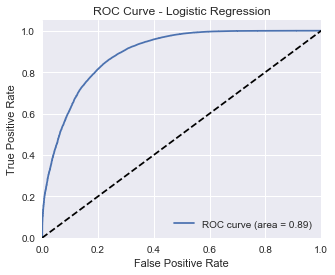 ROC Curve - Logistic Regression
True Positive Rate
1.0
0.8
0.6
0.4
0.2
0.0
ROC curve (area = 0.89)
0.0 0.2 0.4 0.6 0.8 1.0
False Positive Rate